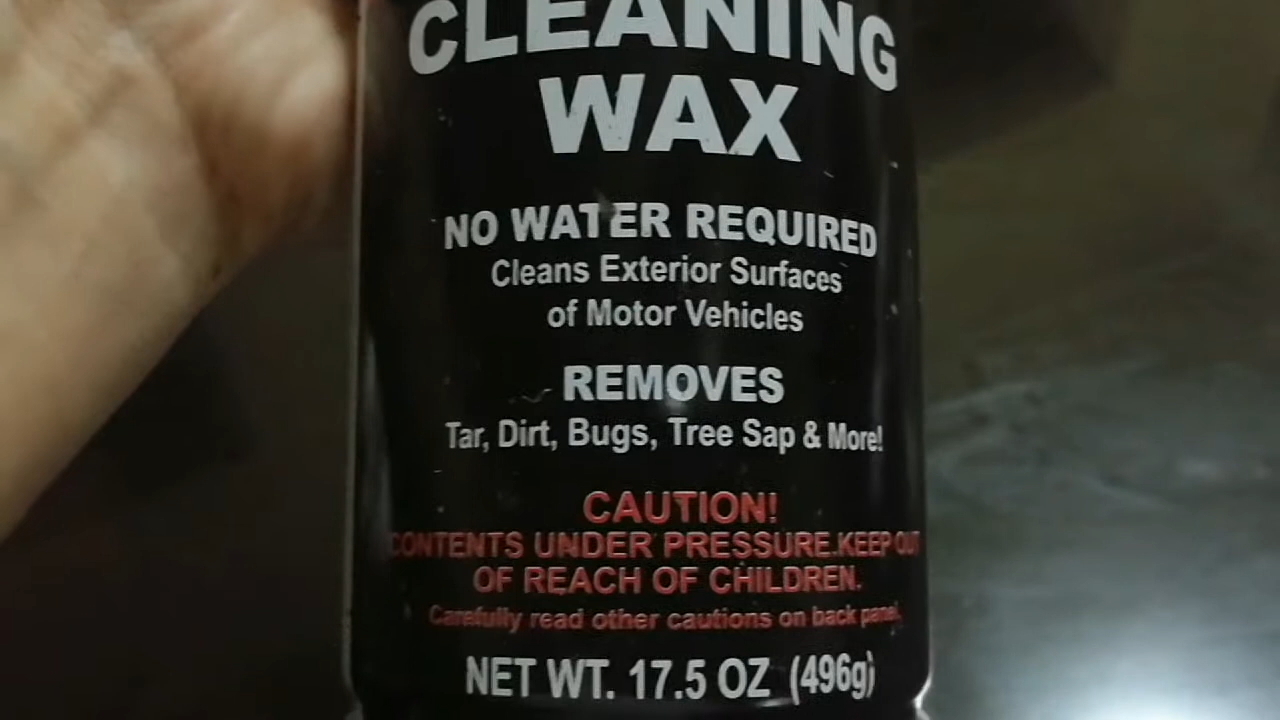 CLEANING
WAX
NO WATER REQUIRED
Cleans Exterior Surfaces
of Motor Vehicles
REMOVES
Tar, Dirt, Bugs, Tree Sap & More!
CAUTION!
CONTENTS UNDER PRESSURE.KEEP OUT
OF REACH OF CHILDREN.
Carefully read other cautions on back panel.
NET WT. 17.5 OZ (496g)